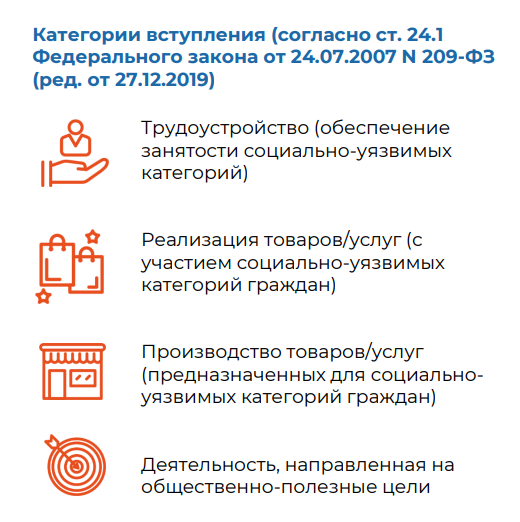 Категории вступления (согласно ст. 24.1
Федерального закона от 24.07.2007 N 209-ФЗ
(ред. от 27.12.2019)
Трудоустройство (обеспечение
занятости социально-уязвимых
категорий)
Реализация товаров/услуг (с
участием социально-уязвимых
категорий граждан)
Производство товаров/услуг
(предназначенных для социально-
уязвимых категорий граждан)
Деятельность, направленная на
общественно-полезные цели